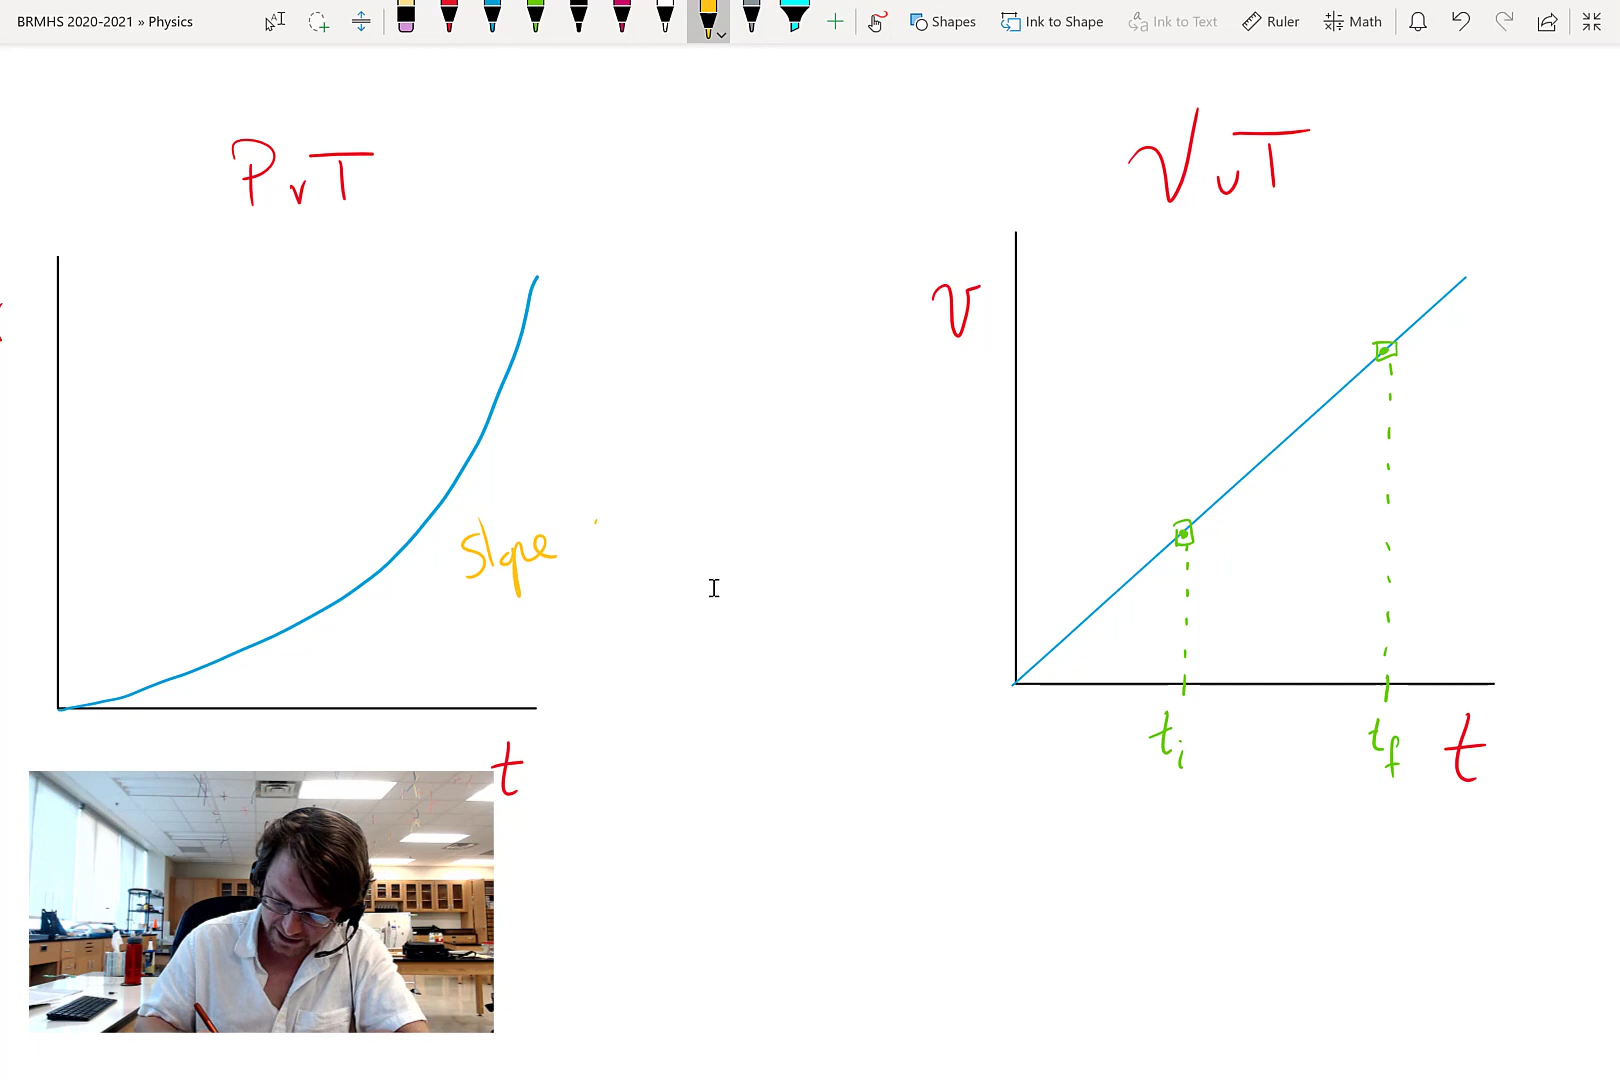 BRMHS 2020-2021 » Physics
Shapes
Ink to Shape
Ink to Text
Ruler
Math
P v T
V v T
v
Slope
t
t_i
t_f
t